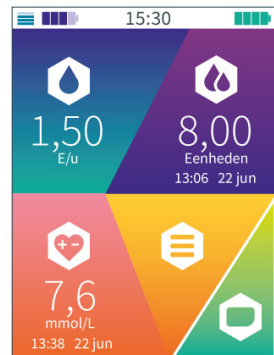 15:30
1,50
E/u
8,00
Eenheden
13:06 22 jun
7,6
mmol/L
13:38 22 jun